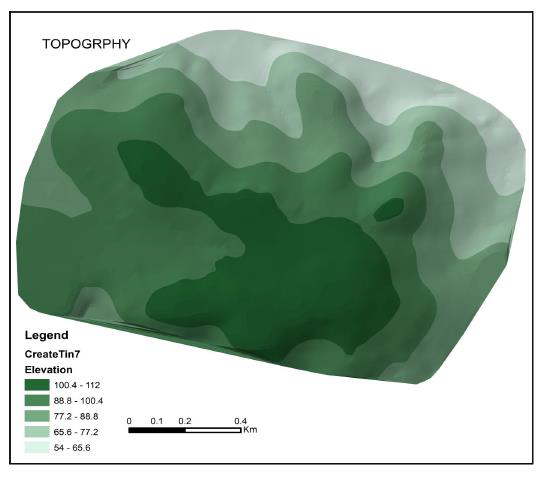 TOPOGRPHY
Legend
CreateTin7
Elevation
100.4 - 112
88.8 - 100.4
77.2 - 88.8
65.6 - 77.2
54 - 65.6
0 0.1 0.2 0.4
Km